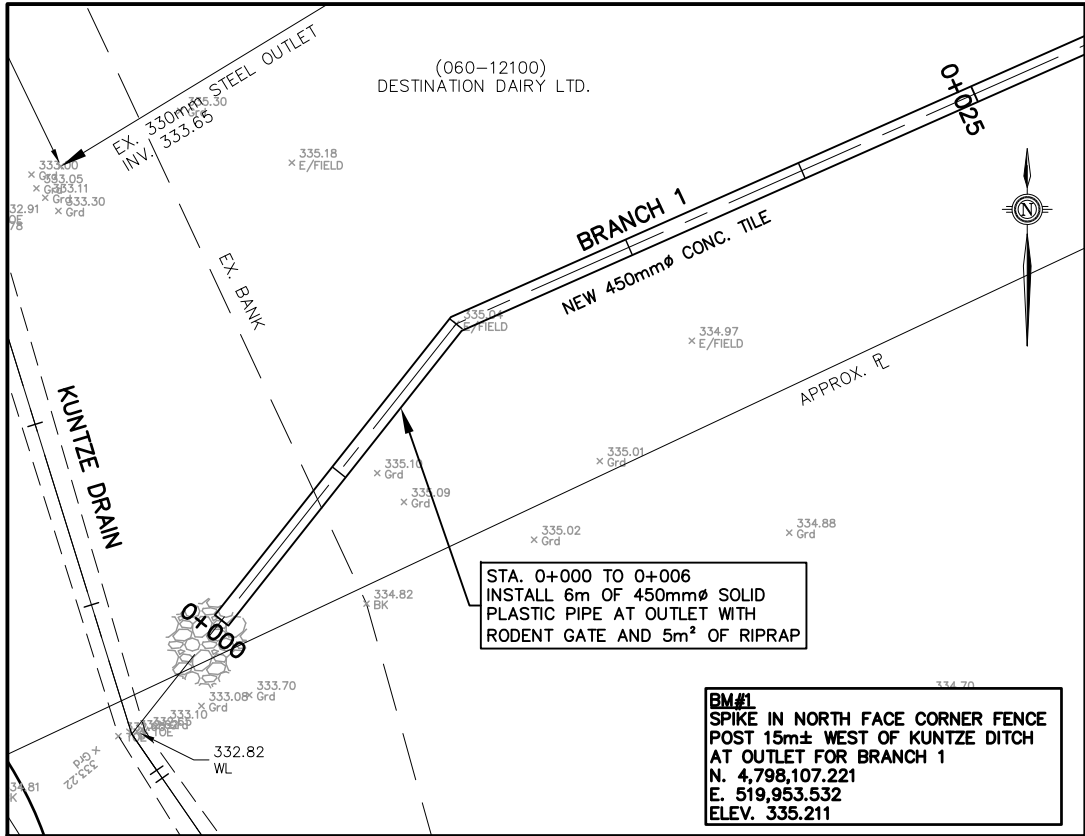 (060-12100)
DESTINATION DAIRY LTD.
EX. 330mm STEEL OUTLET
INV. 333.65
335.30
Grd
335.18
E/FIELD
333.00
Grd
333.05
Grd
333.11
Grd
333.30
Grd
0+025
N
BRANCH 1
NEW 450mmø CONC. TILE
EX. BANK
335.04
E/FIELD
334.97
E/FIELD
APPROX. PL
KUNTZE DRAIN
335.10
Grd
335.01
Grd
335.09
Grd
335.02
Grd
334.88
Grd
STA. 0+000 TO 0+006
INSTALL 6m OF 450mmø SOLID
PLASTIC PIPE AT OUTLET WITH
RODENT GATE AND 5m² OF RIPRAP
334.82
BK
0+000
333.70
Grd
333.08
Grd
333.10
TOE
333.22
Grd
332.82
WL
334.70
BM#1
SPIKE IN NORTH FACE CORNER FENCE
POST 15m± WEST OF KUNTZE DITCH
AT OUTLET FOR BRANCH 1
N. 4,798,107.221
E. 519,953.532
ELEV. 335.211